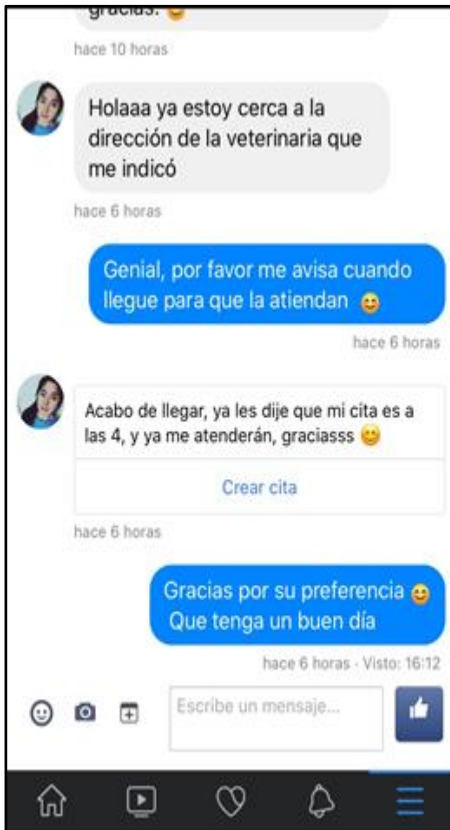 gracias. 😊
hace 10 horas
Holaaa ya estoy cerca a la
dirección de la veterinaria que
me indicó
hace 6 horas
Genial, por favor me avisa cuando
llegue para que la atiendan 😊
hace 6 horas
Acabo de llegar, ya les dije que mi cita es a
las 4, y ya me atenderán, graciasss 😊
Crear cita
hace 6 horas
Gracias por su preferencia 😊
Que tenga un buen día
hace 6 horas · Visto: 16:12
Escribe un mensaje...